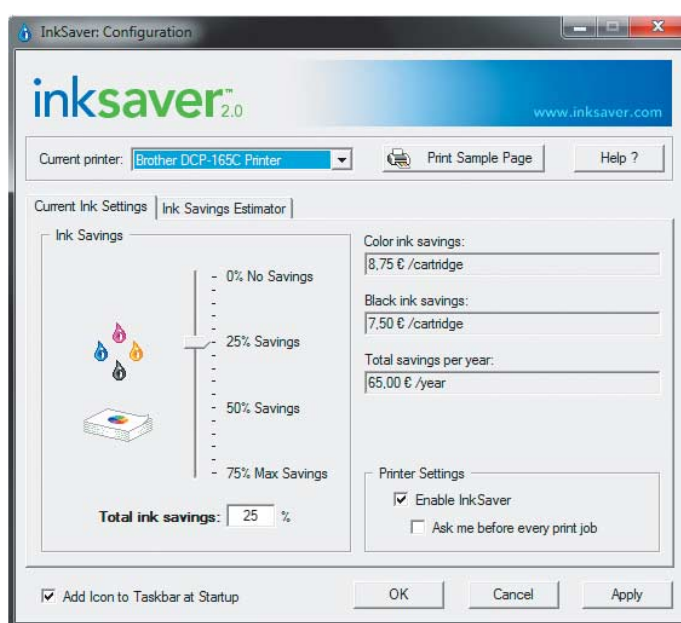 InkSaver: Configuration
inksaver™ 2.0
www.inksaver.com
Current printer: Brother DCP-165C Printer Print Sample Page Help ?
Current Ink Settings Ink Savings Estimator
Ink Savings
0% No Savings
25% Savings
50% Savings
75% Max Savings
Total ink savings: 25 %
Color ink savings:
8,75 € /cartridge
Black ink savings:
7,50 € /cartridge
Total savings per year:
65,00 € /year
Printer Settings
Enable InkSaver
Ask me before every print job
Add Icon to Taskbar at Startup OK Cancel Apply